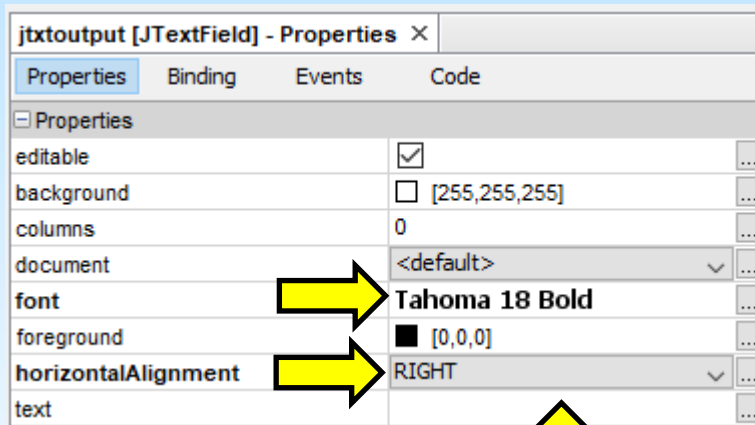 jtxtoutput [JTextField] - Properties ×
Properties Binding Events Code
Properties
editable ...
background [255,255,255] ...
columns 0 ...
document <default> ...
font Tahoma 18 Bold ...
foreground [0,0,0] ...
horizontalAlignment RIGHT ...
text ...